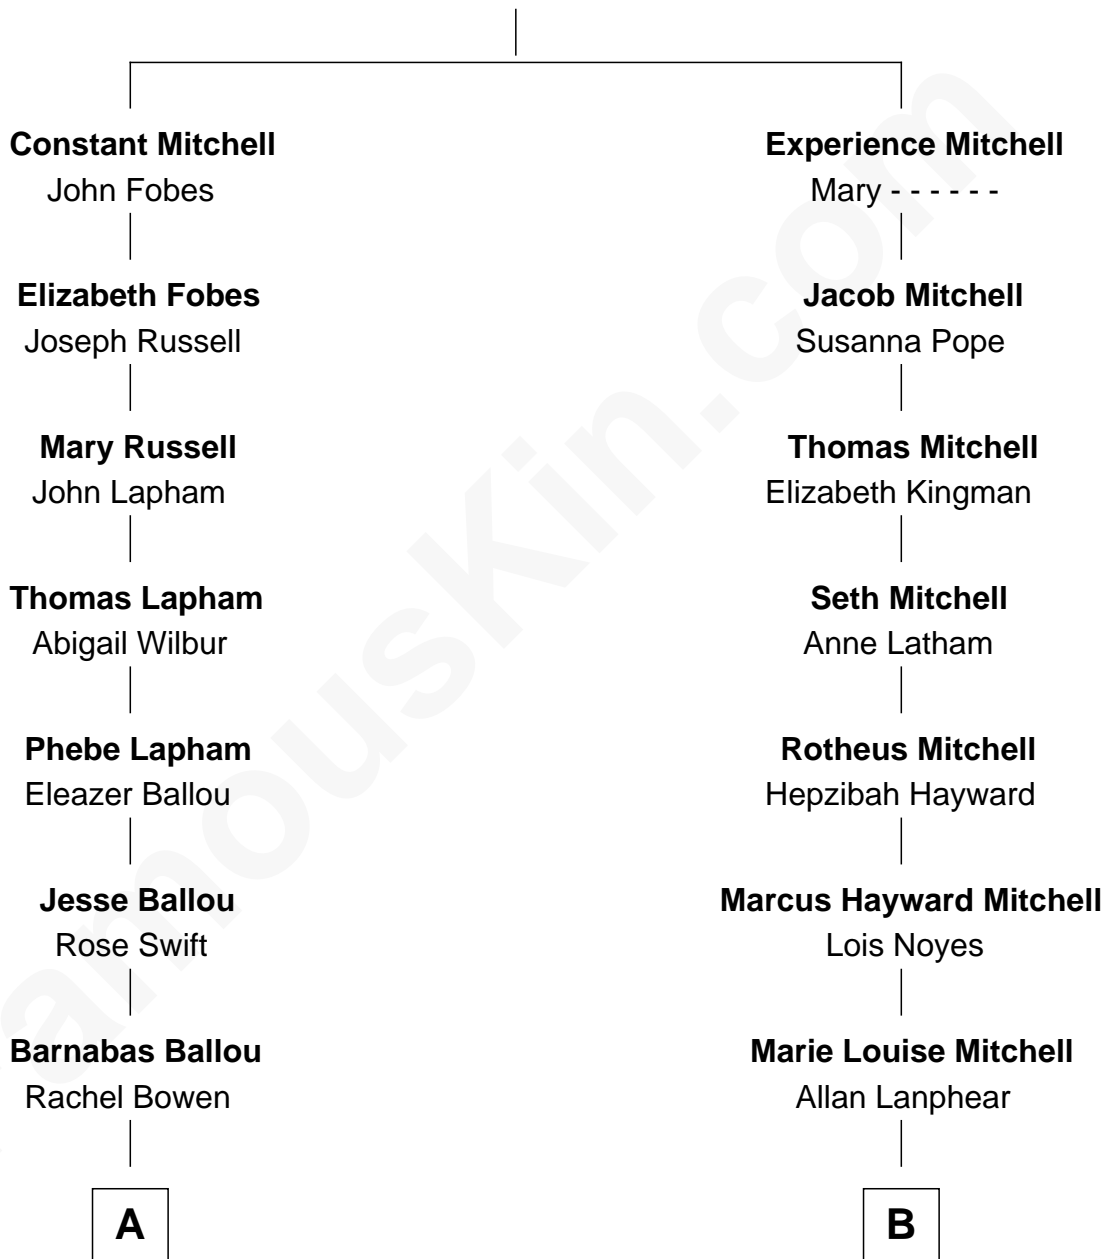 Constant Mitchell
John Fobes
Experience Mitchell
Mary - - - - - -
Elizabeth Fobes
Joseph Russell
Jacob Mitchell
Susanna Pope
Mary Russell
John Lapham
Thomas Mitchell
Elizabeth Kingman
Thomas Lapham
Abigail Wilbur
Seth Mitchell
Anne Latham
Phebe Lapham
Eleazer Ballou
Rotheus Mitchell
Hepzibah Hayward
Jesse Ballou
Rose Swift
Marcus Hayward Mitchell
Lois Noyes
Barnabas Ballou
Rachel Bowen
Marie Louise Mitchell
Allan Lanphear
A
B
amousKin.com